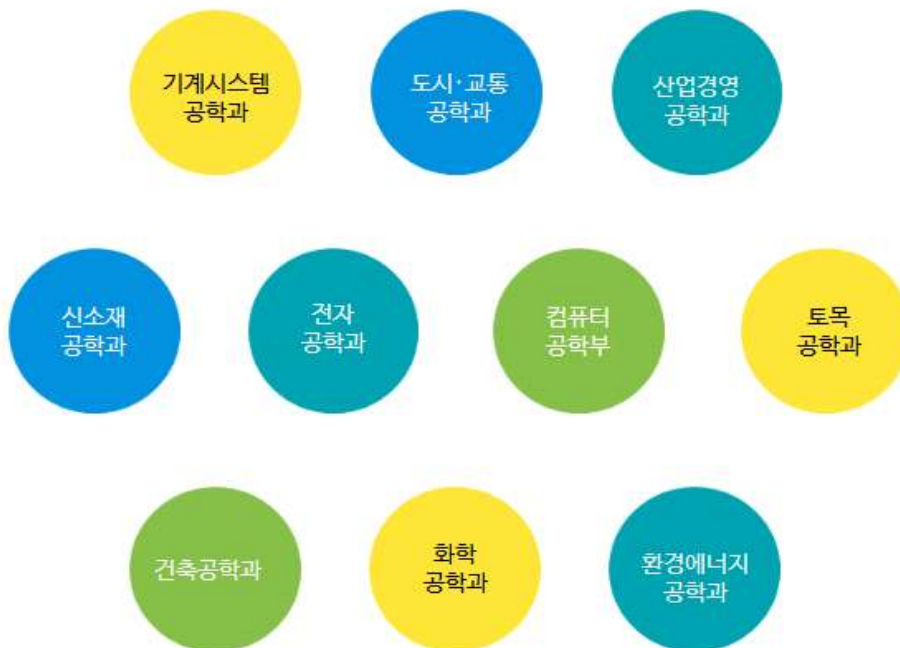 기계시스템
공학과
도시·교통
공학과
산업경영
공학과
신소재
공학과
전자
공학과
컴퓨터
공학부
토목
공학과
건축공학과
화학
공학과
환경에너지
공학과